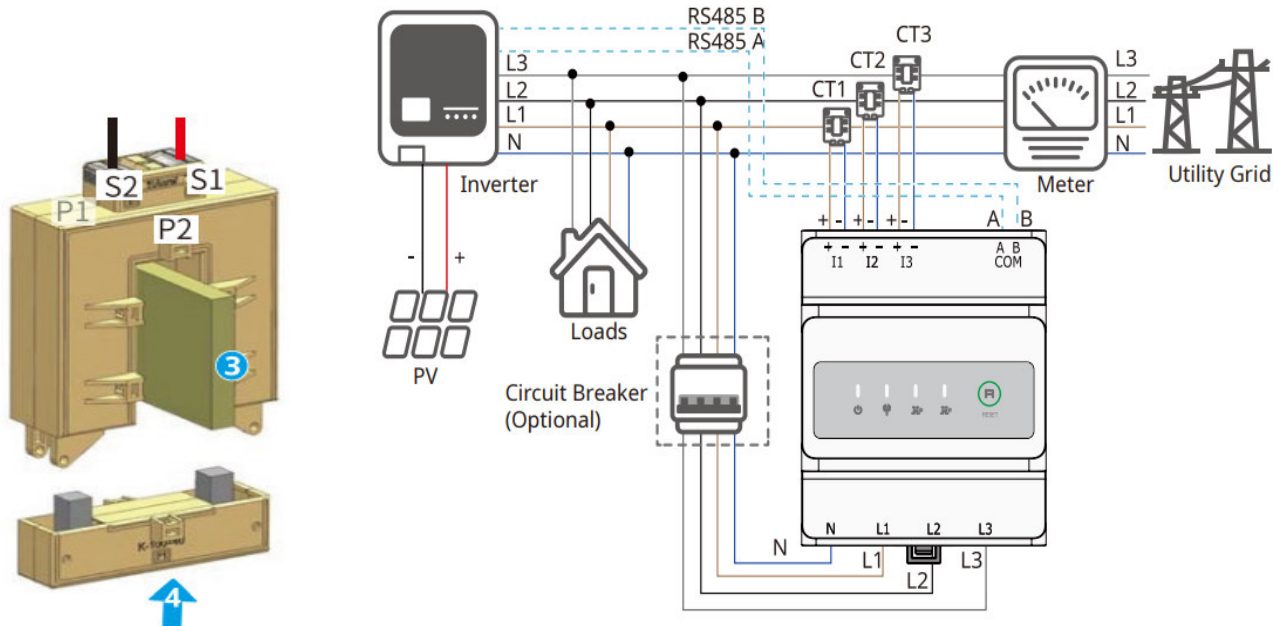 S2
S1
P1
P2
3
4
RS485 B
RS485 A
CT3
CT2
CT1
L3
L2
L1
N
L3
L2
L1
N
Inverter
Meter
Utility Grid
- +
PV
Loads
Circuit Breaker
(Optional)
+ - + - + -
A B
+ - + - + -
I1 I2 I3
A B
COM
RESET
N L1 L2 L3
N
L1
L2
L3